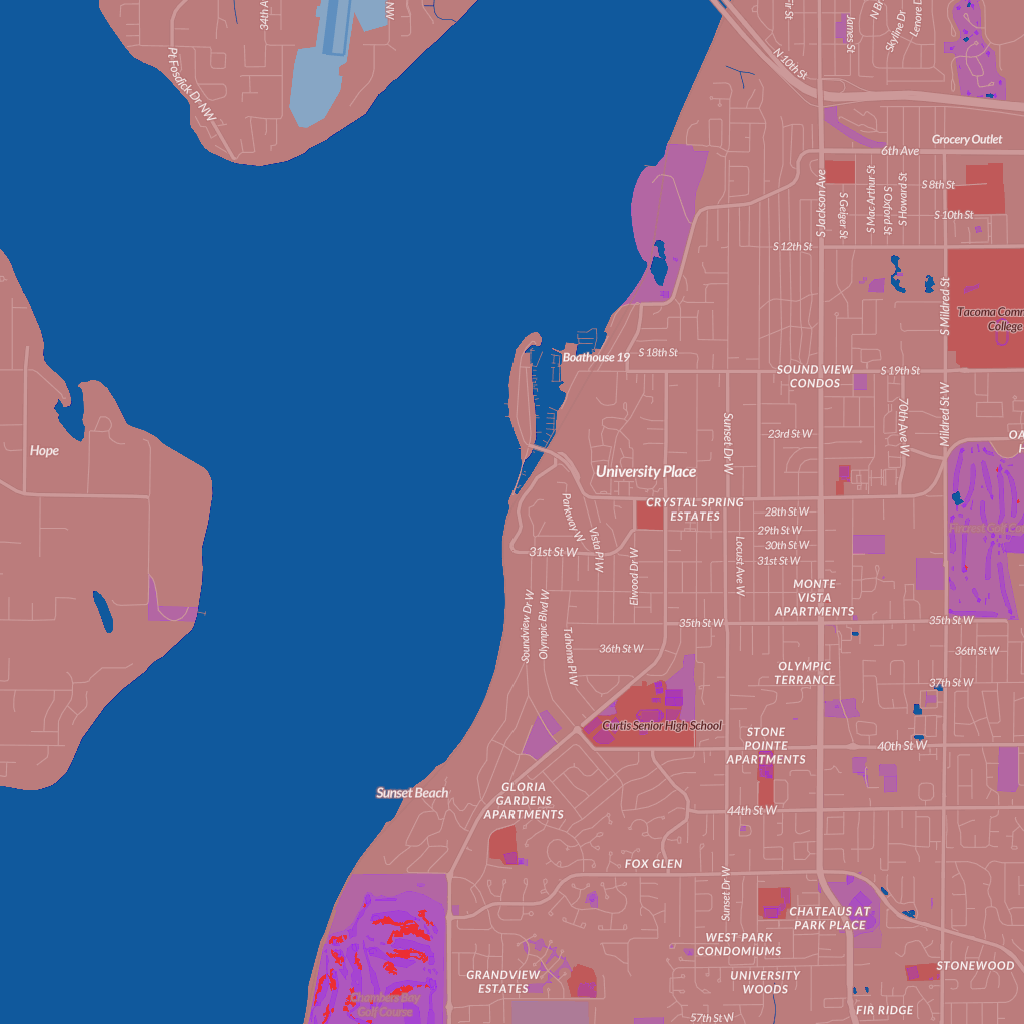 34th A
NW
Pt Fosdick Dr NW
Fir St
James St
N B
Skyline Dr
Lenore D
N 10th St
Grocery Outlet
6th Ave
S Jackson Ave
S Geiger St
S Mac Arthur St
S Oxford St
S Howard St
S 8th St
S 10th St
S 12th St
S Mildred St
Tacoma Comm
College
Boathouse 19
S 18th St
SOUND VIEW
CONDOS
S 19th St
Hope
Sunset Dr W
23rd St W
70th Ave W
Mildred St W
OA
H
University Place
CRYSTAL SPRING
ESTATES
Parkway W
Vista Pl W
28th St W
29th St W
30th St W
31st St W
Fircrest Golf Co
31st St W
Elwood Dr W
Locust Ave W
MONTE
VISTA
APARTMENTS
Soundview Dr W
Olympic Blvd W
Tahoma Pl W
35th St W
35th St W
36th St W
36th St W
OLYMPIC
TERRANCE
37th St W
Curtis Senior High School
STONE
POINTE
APARTMENTS
40th St W
Sunset Beach
GLORIA
GARDENS
APARTMENTS
44th St W
FOX GLEN
Sunset Dr W
CHATEAUS AT
PARK PLACE
WEST PARK
CONDOMIUMS
GRANDVIEW
ESTATES
UNIVERSITY
WOODS
STONEWOOD
Chambers Bay
Golf Course
FIR RIDGE
57th St W